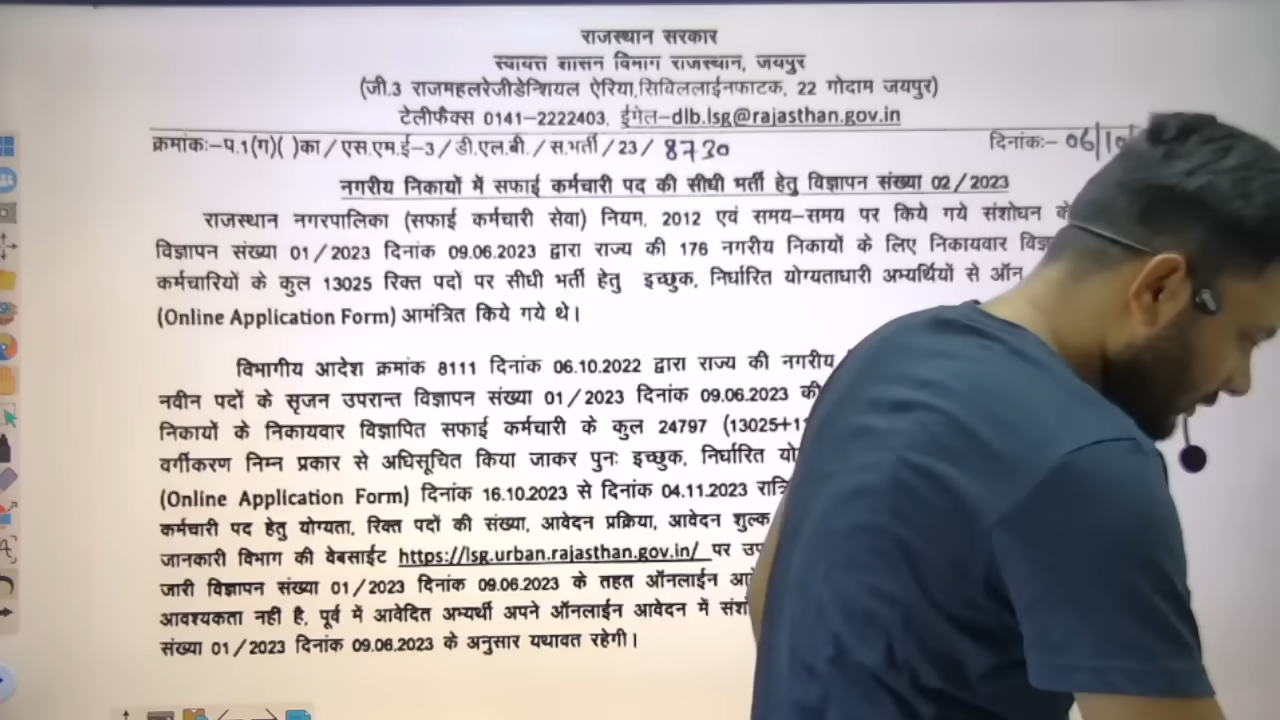 राजस्थान सरकार
स्वायत्त शासन विभाग राजस्थान, जयपुर
(जी.3 राजमहलरेजीडेन्शियल ऐरिया,सिविललाईनफाटक, 22 गोदाम जयपुर)
टेलीफैक्स 0141-2222403, ईमेल-dlb.lsg@rajasthan.gov.in
क्रमांकः-प.1(ग)( )का/एस.एम.ई-3/डी.एल.बी./स.भर्ती/23/ 8730 दिनांकः- 06/10
नगरीय निकायों में सफाई कर्मचारी पद की सीधी भर्ती हेतु विज्ञापन संख्या 02/2023
राजस्थान नगरपालिका (सफाई कर्मचारी सेवा) नियम, 2012 एवं समय-समय पर किये गये संशोधन
विज्ञापन संख्या 01/2023 दिनांक 09.06.2023 द्वारा राज्य की 176 नगरीय निकायों के लिए निकायवार
कर्मचारियों के कुल 13025 रिक्त पदों पर सीधी भर्ती हेतु इच्छुक, निर्धारित योग्यताधारी अभ्यर्थियों से ऑन
(Online Application Form) आमंत्रित किये गये थे।
विभागीय आदेश क्रमांक 8111 दिनांक 06.10.2022 द्वारा राज्य की नगरीय
नवीन पदों के सृजन उपरान्त विज्ञापन संख्या 01/2023 दिनांक 09.06.2023 की
निकायों के निकायवार विज्ञापित सफाई कर्मचारी के कुल 24797 (13025+1
वर्गीकरण निम्न प्रकार से अधिसूचित किया जाकर पुनः इच्छुक, निर्धारित यो
(Online Application Form) दिनांक 16.10.2023 से दिनांक 04.11.2023 रात्रि
कर्मचारी पद हेतु योग्यता, रिक्त पदों की संख्या, आवेदन प्रक्रिया, आवेदन शुल्क
जानकारी विभाग की वेबसाईट https://lsg.urban.rajasthan.gov.in/ पर
जारी विज्ञापन संख्या 01/2023 दिनांक 09.06.2023 के तहत ऑनलाईन
आवश्यकता नही है, पूर्व में आवेदित अभ्यर्थी अपने ऑनलाईन आवेदन में
संख्या 01/2023 दिनांक 09.06.2023 के अनुसार यथावत रहेगी।